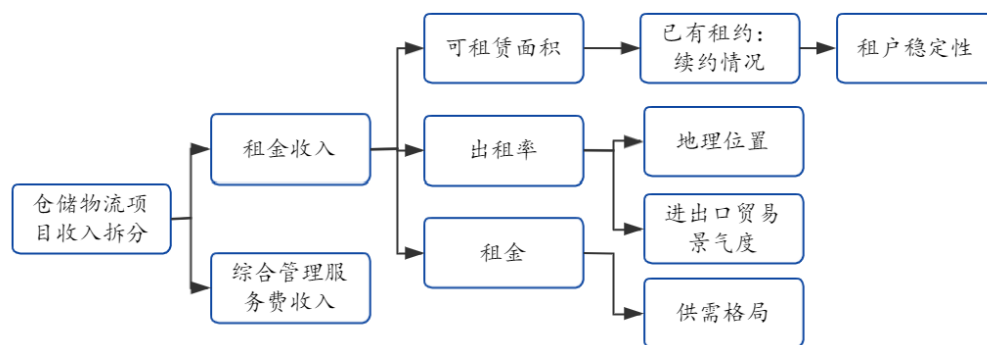 仓储物流项
目收入拆分
租金收入
综合管理服
务费收入
可租赁面积
出租率
租金
已有租约：
续约情况
地理位置
进出口贸易
景气度
供需格局
租户稳定性